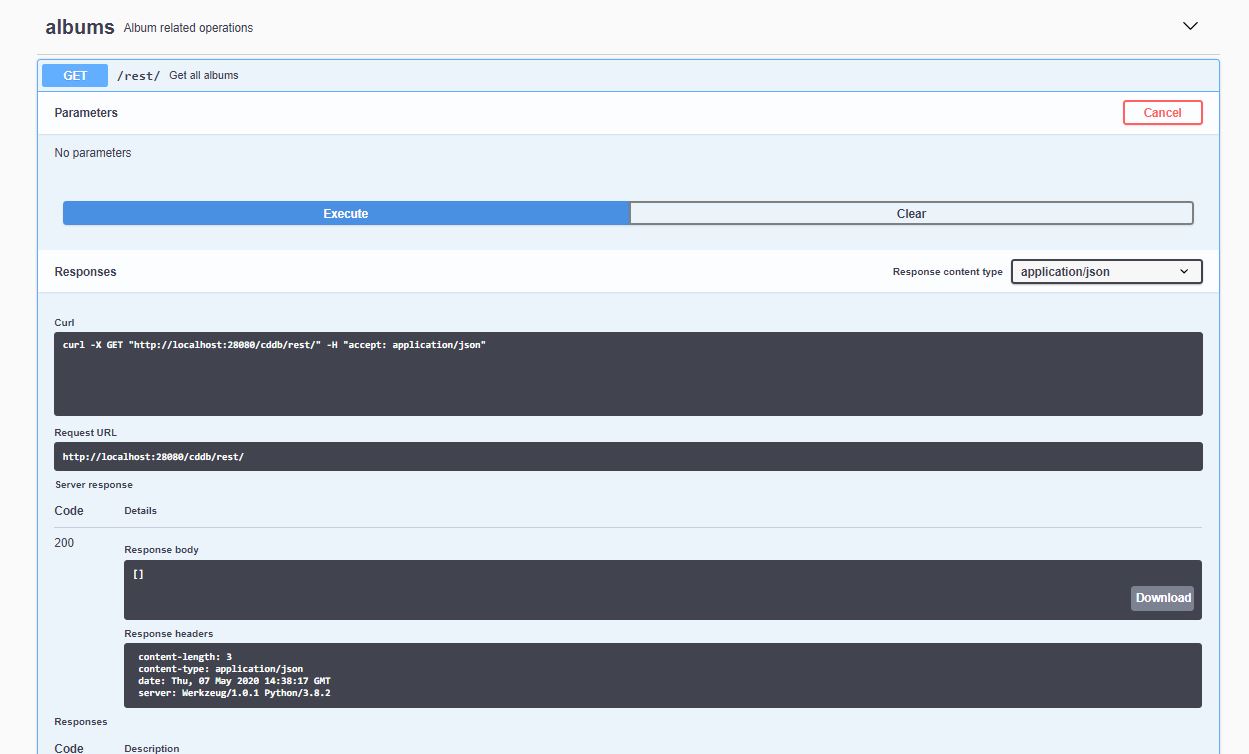 albums Album related operations
GET /rest/ Get all albums
Parameters Cancel
No parameters
Execute Clear
Responses Response content type application/json
Curl
curl -X GET "http://localhost:28080/cddb/rest/" -H "accept: application/json"
Request URL
http://localhost:28080/cddb/rest/
Server response
Code Details
200
Response body
[]
Download
Response headers
content-length: 3
content-type: application/json
date: Thu, 07 May 2020 14:38:17 GMT
server: Werkzeug/1.0.1 Python/3.8.2
Responses
Code Description